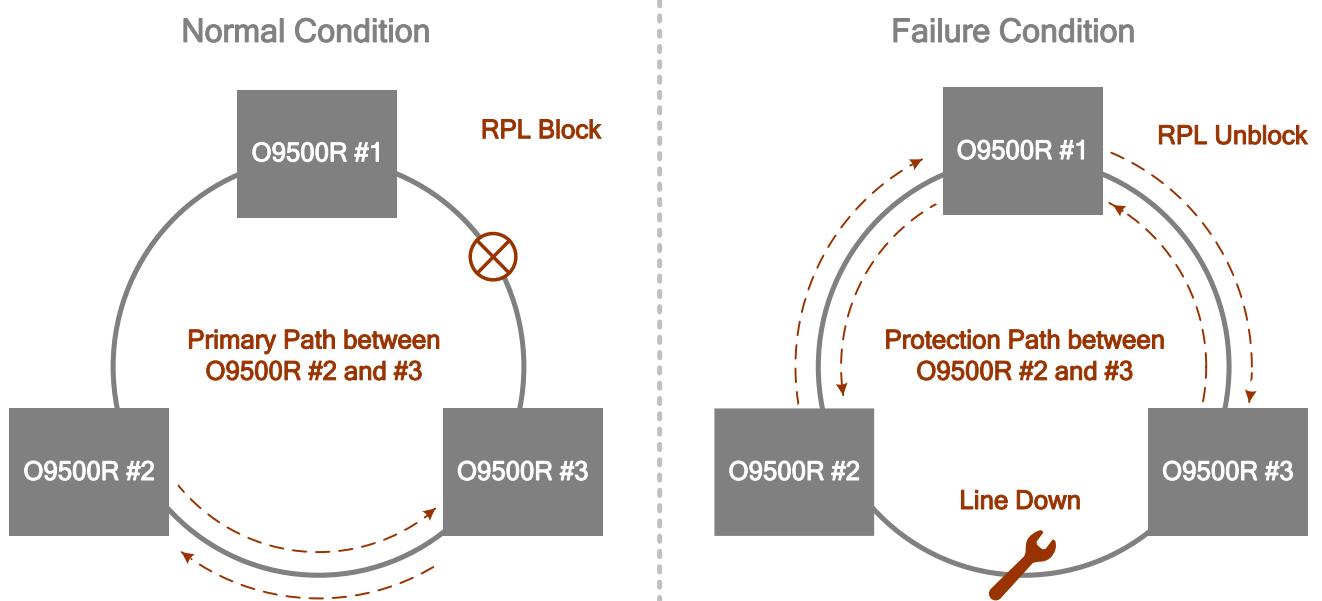 Normal Condition
RPL Block
O9500R #1
Primary Path between
O9500R #2 and #3
O9500R #2
O9500R #3
Failure Condition
RPL Unblock
O9500R #1
Protection Path between
O9500R #2 and #3
O9500R #2
O9500R #3
Line Down